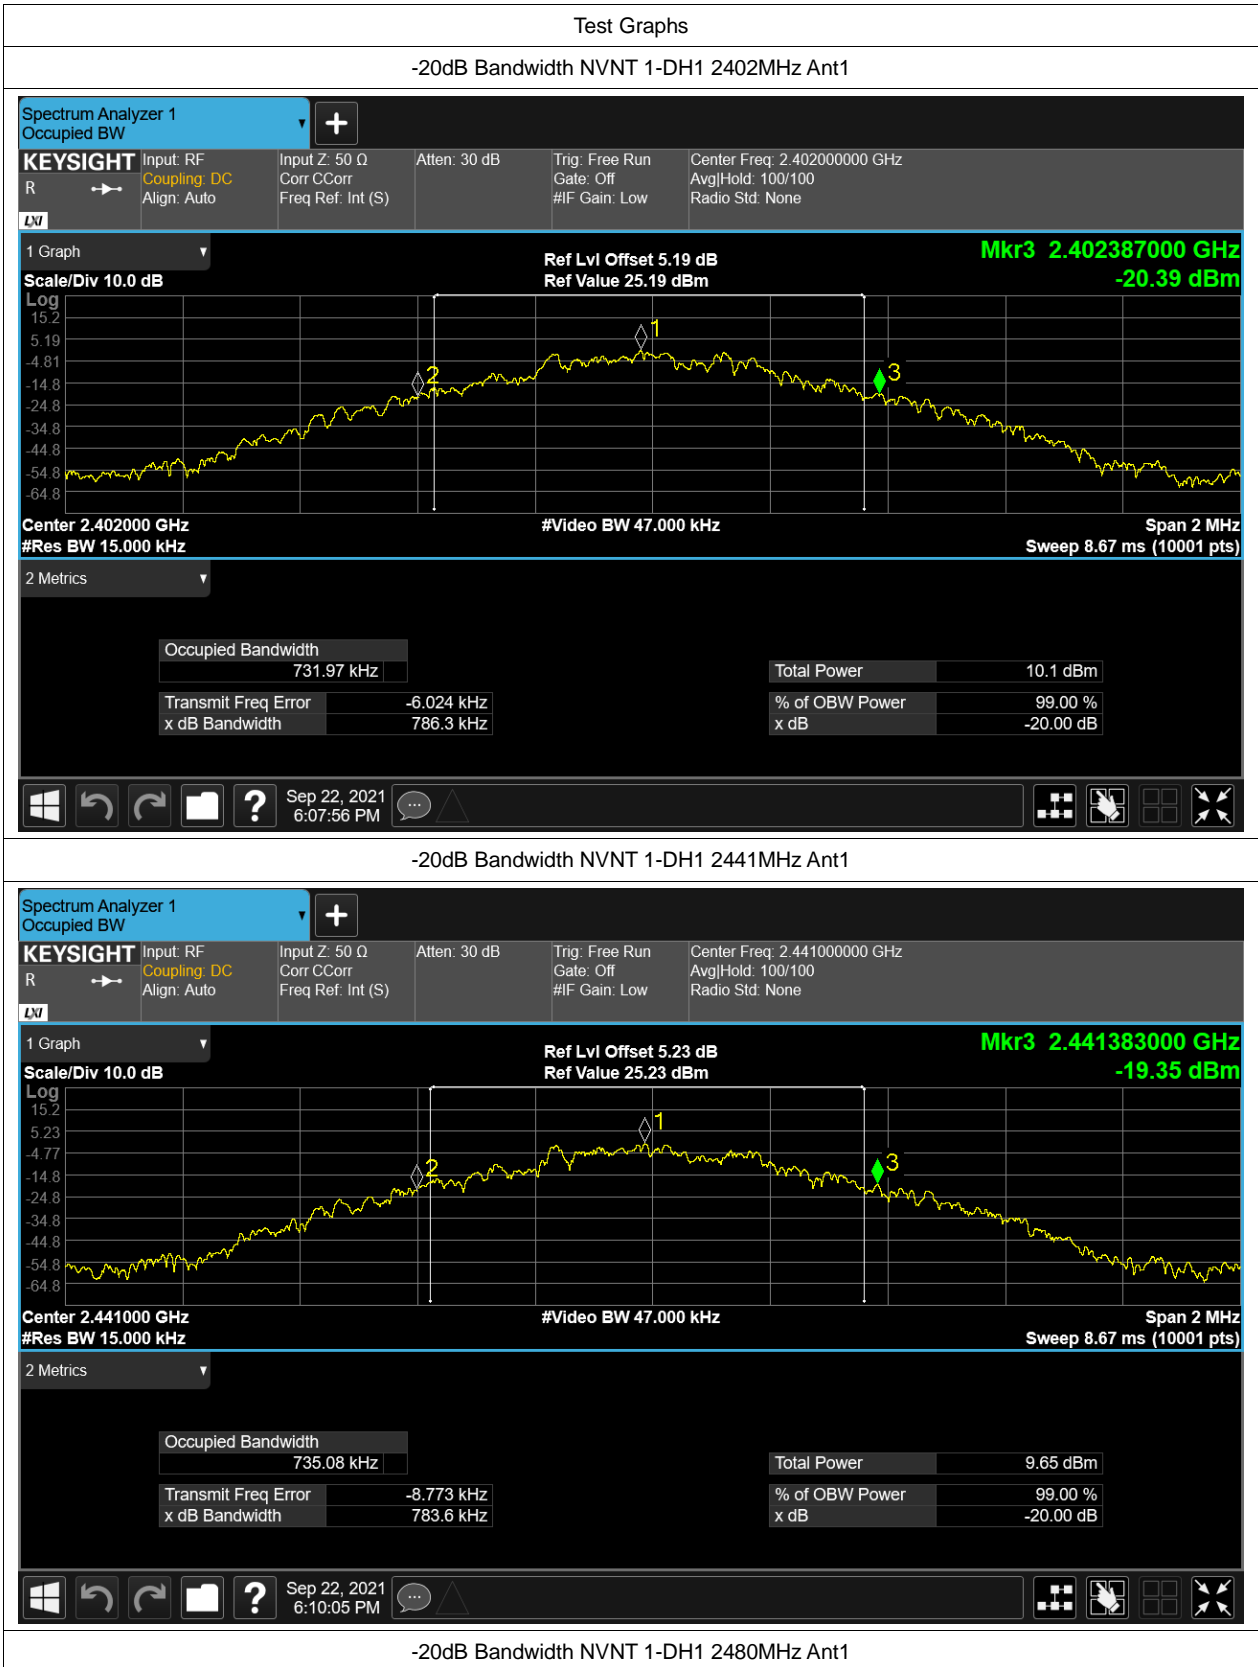 Test Graphs
-20dB Bandwidth NVNT 1-DH1 2402MHz Ant1
Spectrum Analyzer 1
Occupied BW
KEYSIGHT Input: RF Input Z: 50 Ω Atten: 30 dB Trig: Free Run Center Freq: 2.402000000 GHz
R Coupling: DC Corr CCorr Gate: Off Avg|Hold: 100/100
Align: Auto Freq Ref: Int (S) #IF Gain: Low Radio Std: None
LXI
1 Graph Ref Lvl Offset 5.19 dB Mkr3 2.402387000 GHz
Scale/Div 10.0 dB Ref Value 25.19 dBm -20.39 dBm
Log
15.2
5.19
-4.81
-14.8
-24.8
-34.8
-44.8
-54.8
-64.8
1
2
3
Center 2.402000 GHz #Video BW 47.000 kHz Span 2 MHz
#Res BW 15.000 kHz Sweep 8.67 ms (10001 pts)
2 Metrics
Occupied Bandwidth
731.97 kHz Total Power 10.1 dBm
Transmit Freq Error -6.024 kHz % of OBW Power 99.00 %
x dB Bandwidth 786.3 kHz x dB -20.00 dB
? Sep 22, 2021
6:07:56 PM
-20dB Bandwidth NVNT 1-DH1 2441MHz Ant1
Spectrum Analyzer 1
Occupied BW
KEYSIGHT Input: RF Input Z: 50 Ω Atten: 30 dB Trig: Free Run Center Freq: 2.441000000 GHz
R Coupling: DC Corr CCorr Gate: Off Avg|Hold: 100/100
Align: Auto Freq Ref: Int (S) #IF Gain: Low Radio Std: None
LXI
1 Graph Ref Lvl Offset 5.23 dB Mkr3 2.441383000 GHz
Scale/Div 10.0 dB Ref Value 25.23 dBm -19.35 dBm
Log
15.2
5.23
-4.77
-14.8
-24.8
-34.8
-44.8
-54.8
-64.8
1
2
3
Center 2.441000 GHz #Video BW 47.000 kHz Span 2 MHz
#Res BW 15.000 kHz Sweep 8.67 ms (10001 pts)
2 Metrics
Occupied Bandwidth
735.08 kHz Total Power 9.65 dBm
Transmit Freq Error -8.773 kHz % of OBW Power 99.00 %
x dB Bandwidth 783.6 kHz x dB -20.00 dB
? Sep 22, 2021
6:10:05 PM
-20dB Bandwidth NVNT 1-DH1 2480MHz Ant1